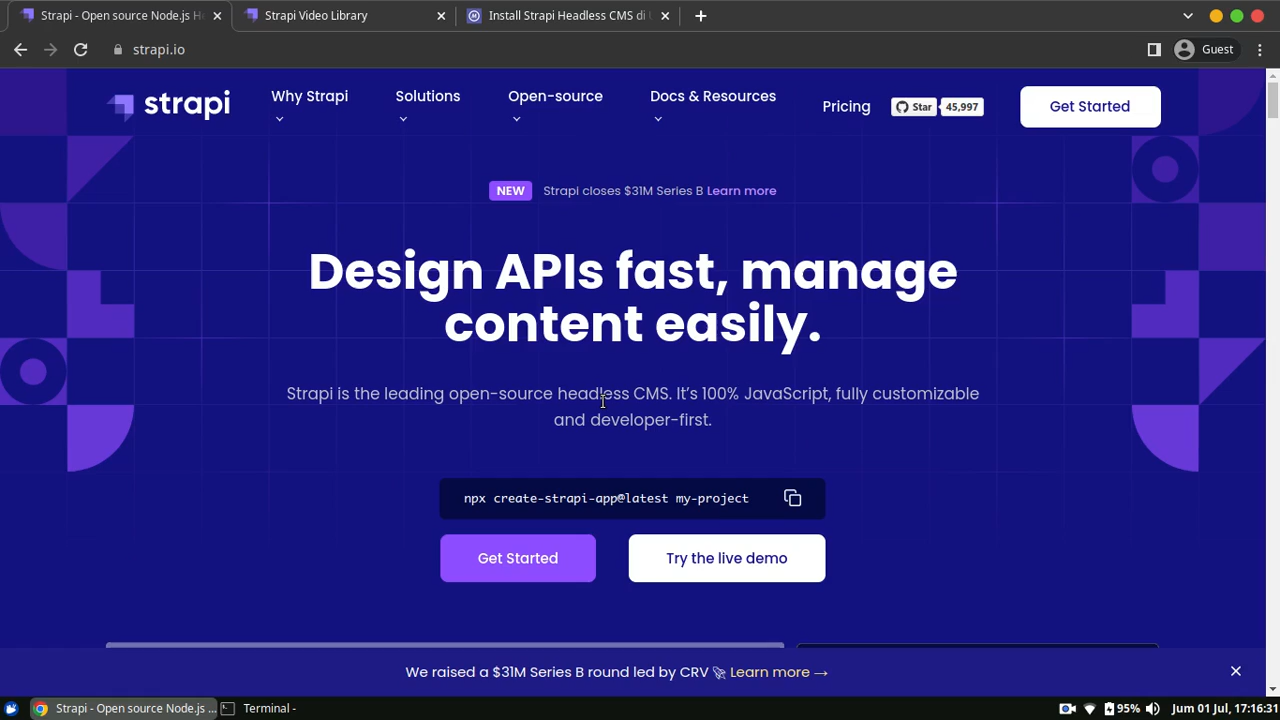 Strapi - Open source Node.js H
Strapi Video Library
Install Strapi Headless CMS di
strapi.io
Guest
strapi
Why Strapi
Solutions
Open-source
Docs & Resources
Pricing
Star
45,997
Get Started
NEW
Strapi closes $31M Series B Learn more
Design APIs fast, manage
content easily.
Strapi is the leading open-source headless CMS. It’s 100% JavaScript, fully customizable
and developer-first.
npx create-strapi-app@latest my-project
Get Started
Try the live demo
We raised a $31M Series B round led by CRV 🚀 Learn more →
Strapi - Open source Node.js ...
Terminal -
95%
Jum 01 Jul, 17:16:31